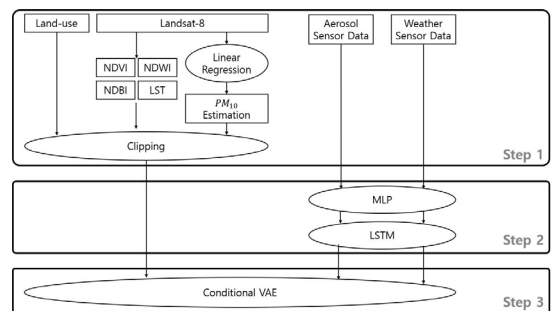 Land-use
Landsat-8
Aerosol
Sensor Data
Weather
Sensor Data
NDVI
NDWI
NDBI
LST
Linear
Regression
PM10
Estimation
Clipping
Step 1
MLP
LSTM
Step 2
Conditional VAE
Step 3